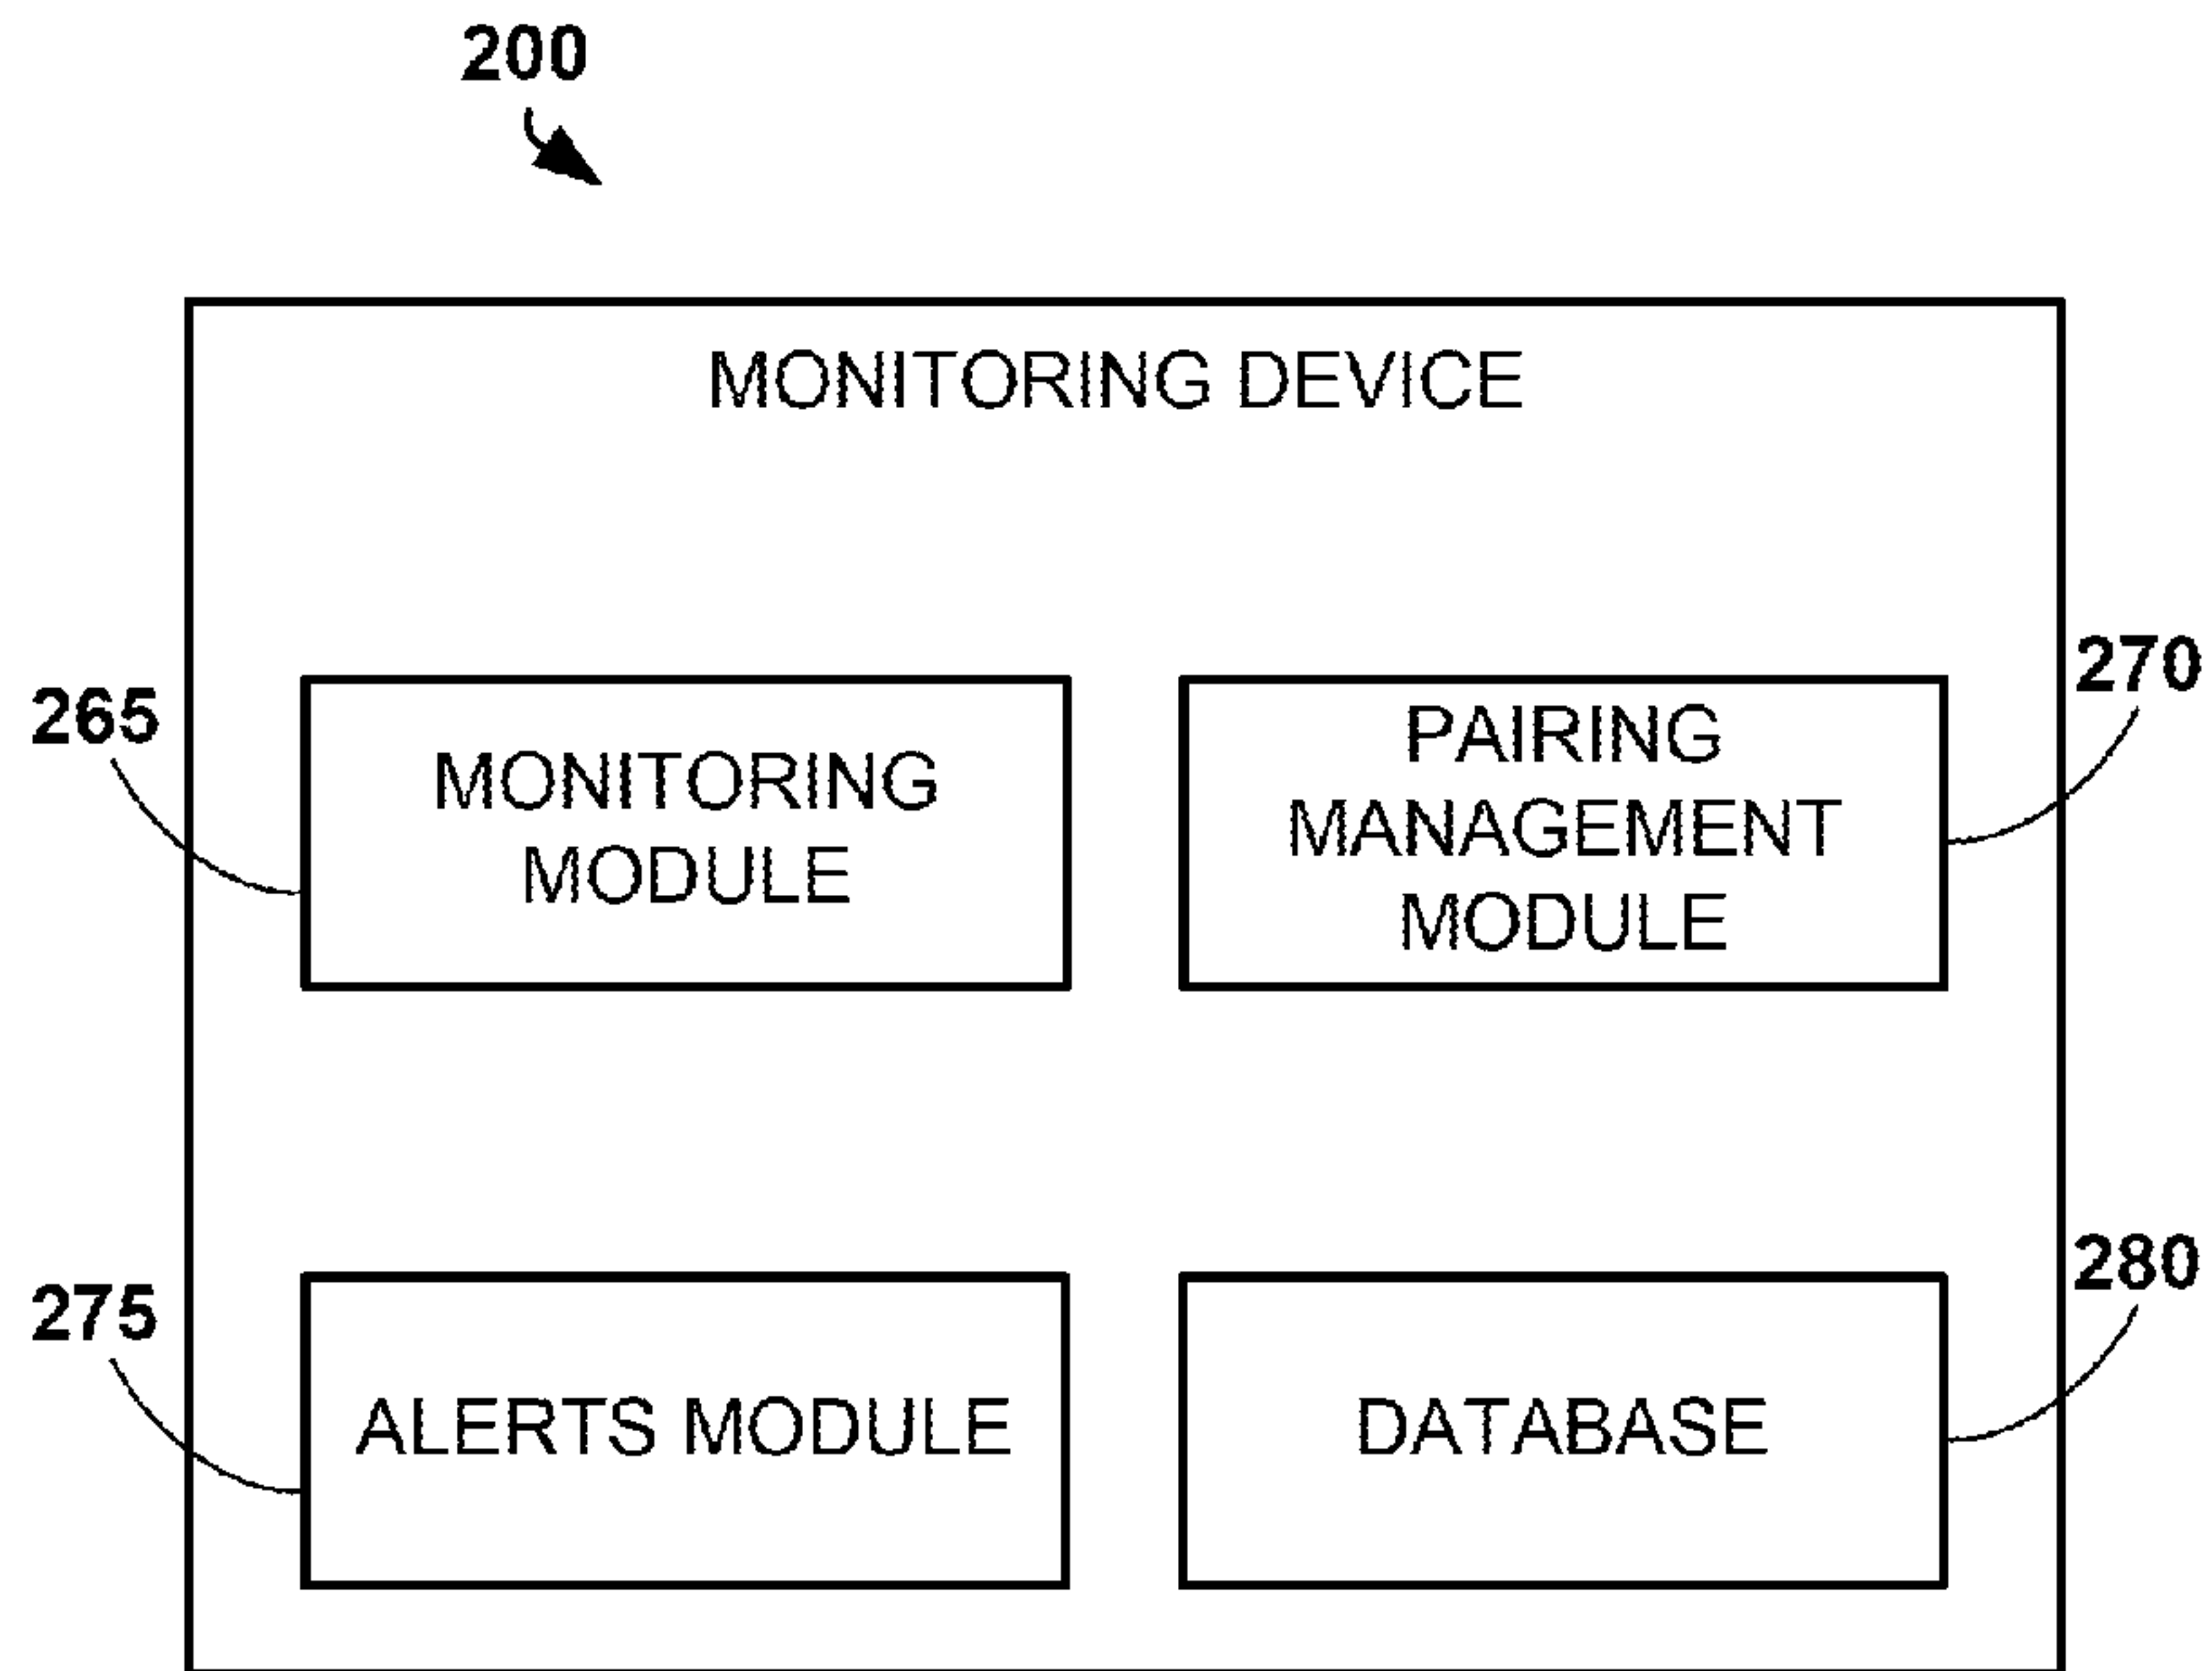 200
MONITORING DEVICE
265
MONITORING
MODULE
270
PAIRING
MANAGEMENT
MODULE
275
ALERTS MODULE
280
DATABASE